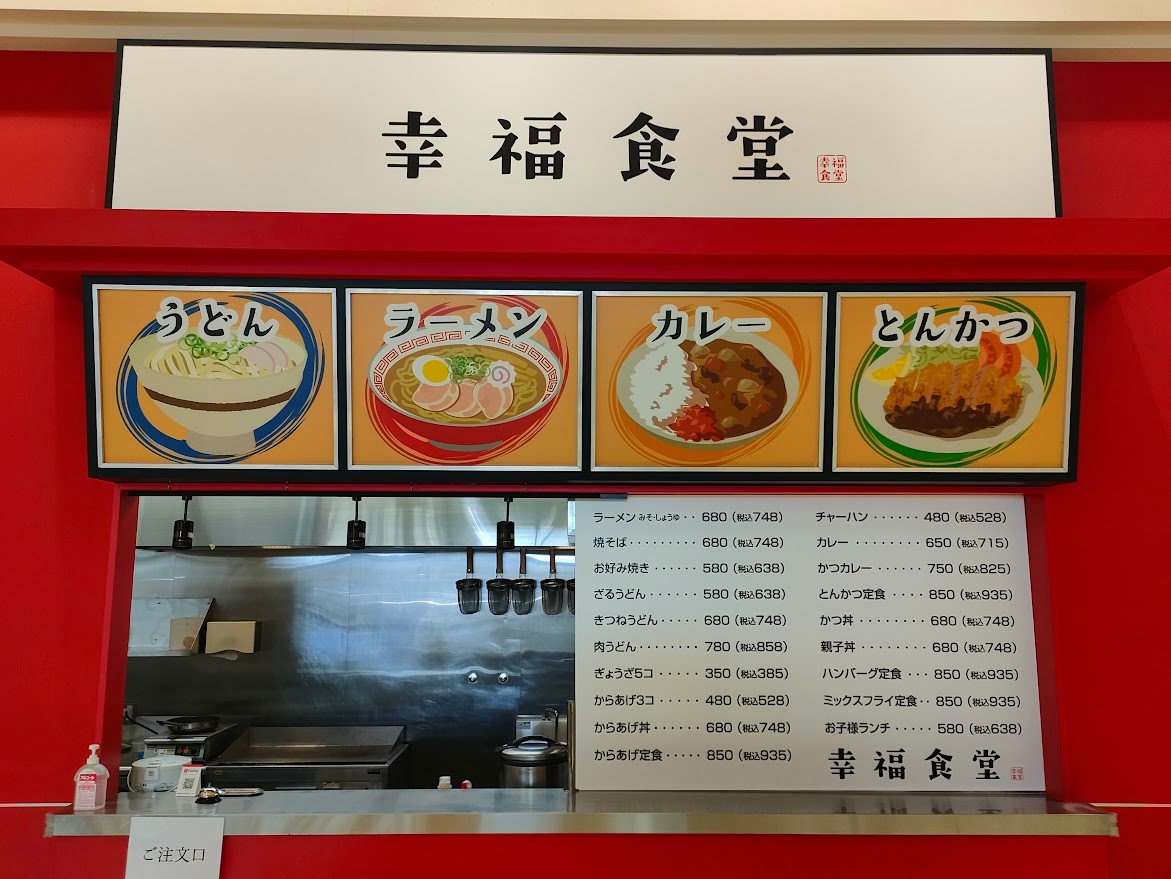 幸福食堂
幸福食堂
うどん
ラーメン
カレー
とんかつ
ラーメン みそ・しょうゆ ・・ 680 (税込748)
焼そば ・・・・・・・・・ 680 (税込748)
お好み焼き ・・・・・・ 580 (税込638)
ざるうどん ・・・・・・ 580 (税込638)
きつねうどん ・・・・・ 680 (税込748)
肉うどん ・・・・・・・・ 780 (税込858)
ぎょうざ5コ ・・・・・ 350 (税込385)
からあげ3コ ・・・・・ 480 (税込528)
からあげ丼 ・・・・・・ 680 (税込748)
からあげ定食 ・・・・・ 850 (税込935)
チャーハン ・・・・・・ 480 (税込528)
カレー ・・・・・・・・・ 650 (税込715)
かつカレー ・・・・・・ 750 (税込825)
とんかつ定食 ・・・・ 850 (税込935)
かつ丼 ・・・・・・・・ 680 (税込748)
親子丼 ・・・・・・・・ 680 (税込748)
ハンバーグ定食 ・・・ 850 (税込935)
ミックスフライ定食 ・・ 850 (税込935)
お子様ランチ ・・・・・ 580 (税込638)
幸福食堂
幸福食堂
ご注文口